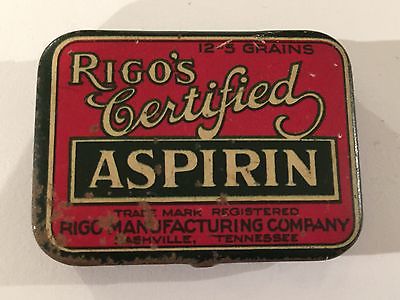 12-5 GRAINS
RIGO'S
Certified
ASPIRIN
TRADE MARK REGISTERED
RIGO MANUFACTURING COMPANY
NASHVILLE, TENNESSEE